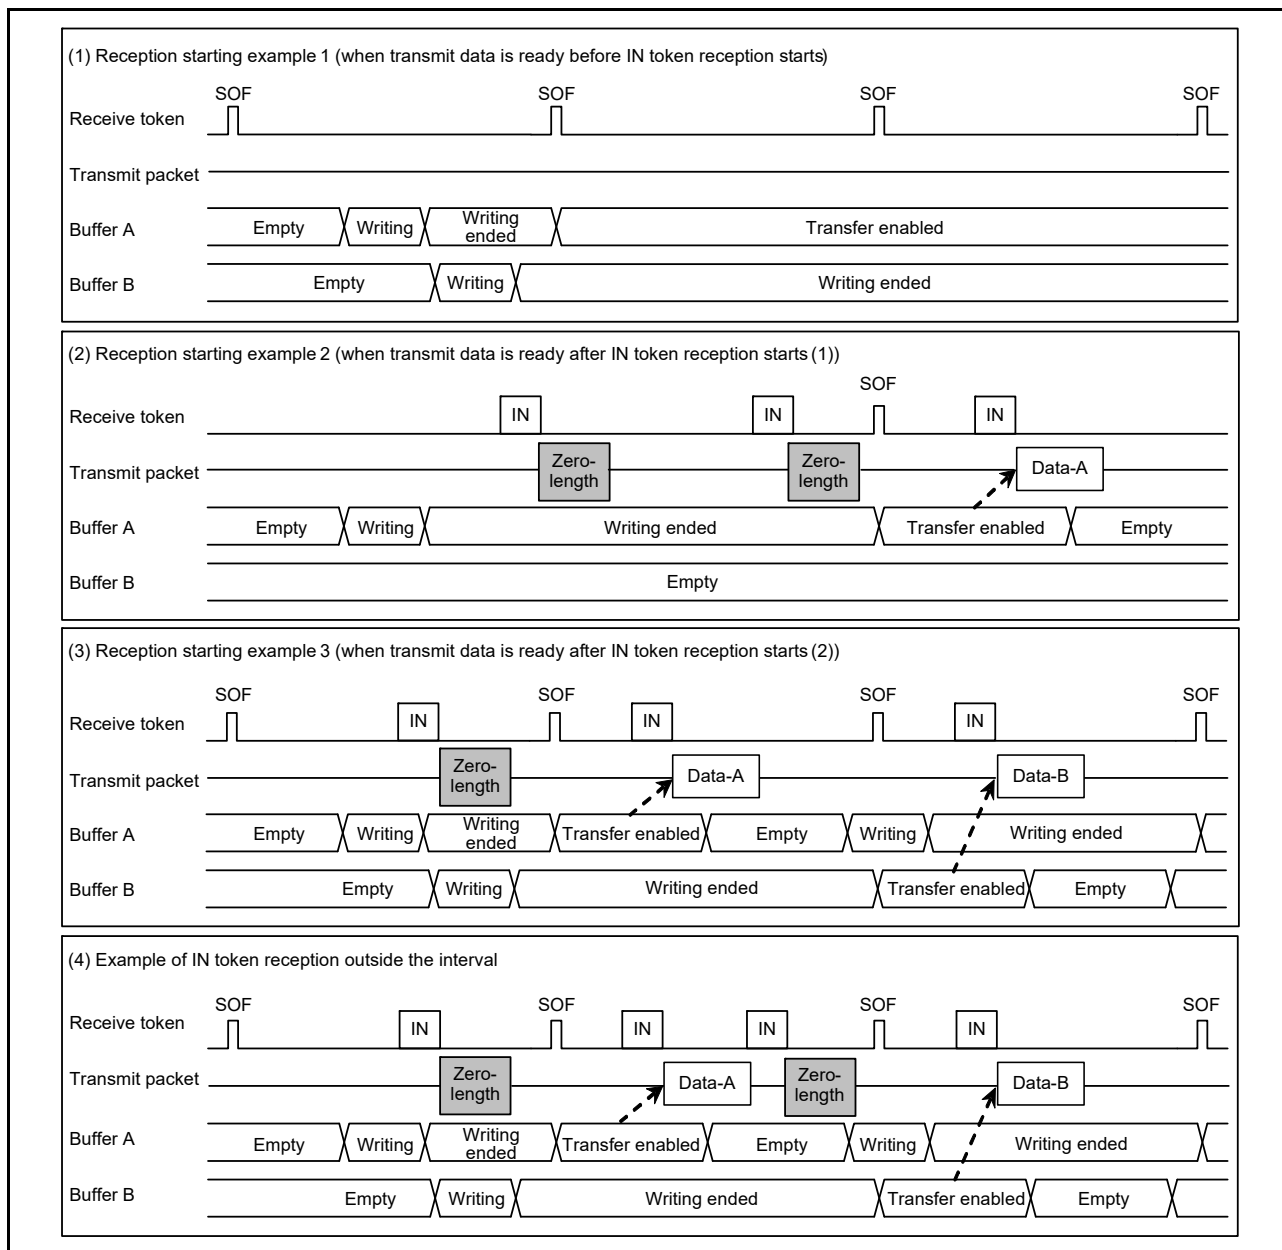 (1) Reception starting example 1 (when transmit data is ready before IN token reception starts)
SOF SOF SOF SOF
Receive token
Transmit packet
Buffer A Empty Writing Writing ended Transfer enabled
Buffer B Empty Writing Writing ended
(2) Reception starting example 2 (when transmit data is ready after IN token reception starts (1))
SOF
Receive token IN IN IN
Transmit packet Zero-length Zero-length Data-A
Buffer A Empty Writing Writing ended Transfer enabled Empty
Buffer B Empty
(3) Reception starting example 3 (when transmit data is ready after IN token reception starts (2))
SOF SOF SOF SOF
Receive token IN IN IN
Transmit packet Zero-length Data-A Data-B
Buffer A Empty Writing Writing ended Transfer enabled Empty Writing Writing ended
Buffer B Empty Writing Writing ended Transfer enabled Empty
(4) Example of IN token reception outside the interval
SOF SOF SOF SOF
Receive token IN IN IN IN
Transmit packet Zero-length Data-A Zero-length Data-B
Buffer A Empty Writing Writing ended Transfer enabled Empty Writing Writing ended
Buffer B Empty Writing Writing ended Transfer enabled Empty